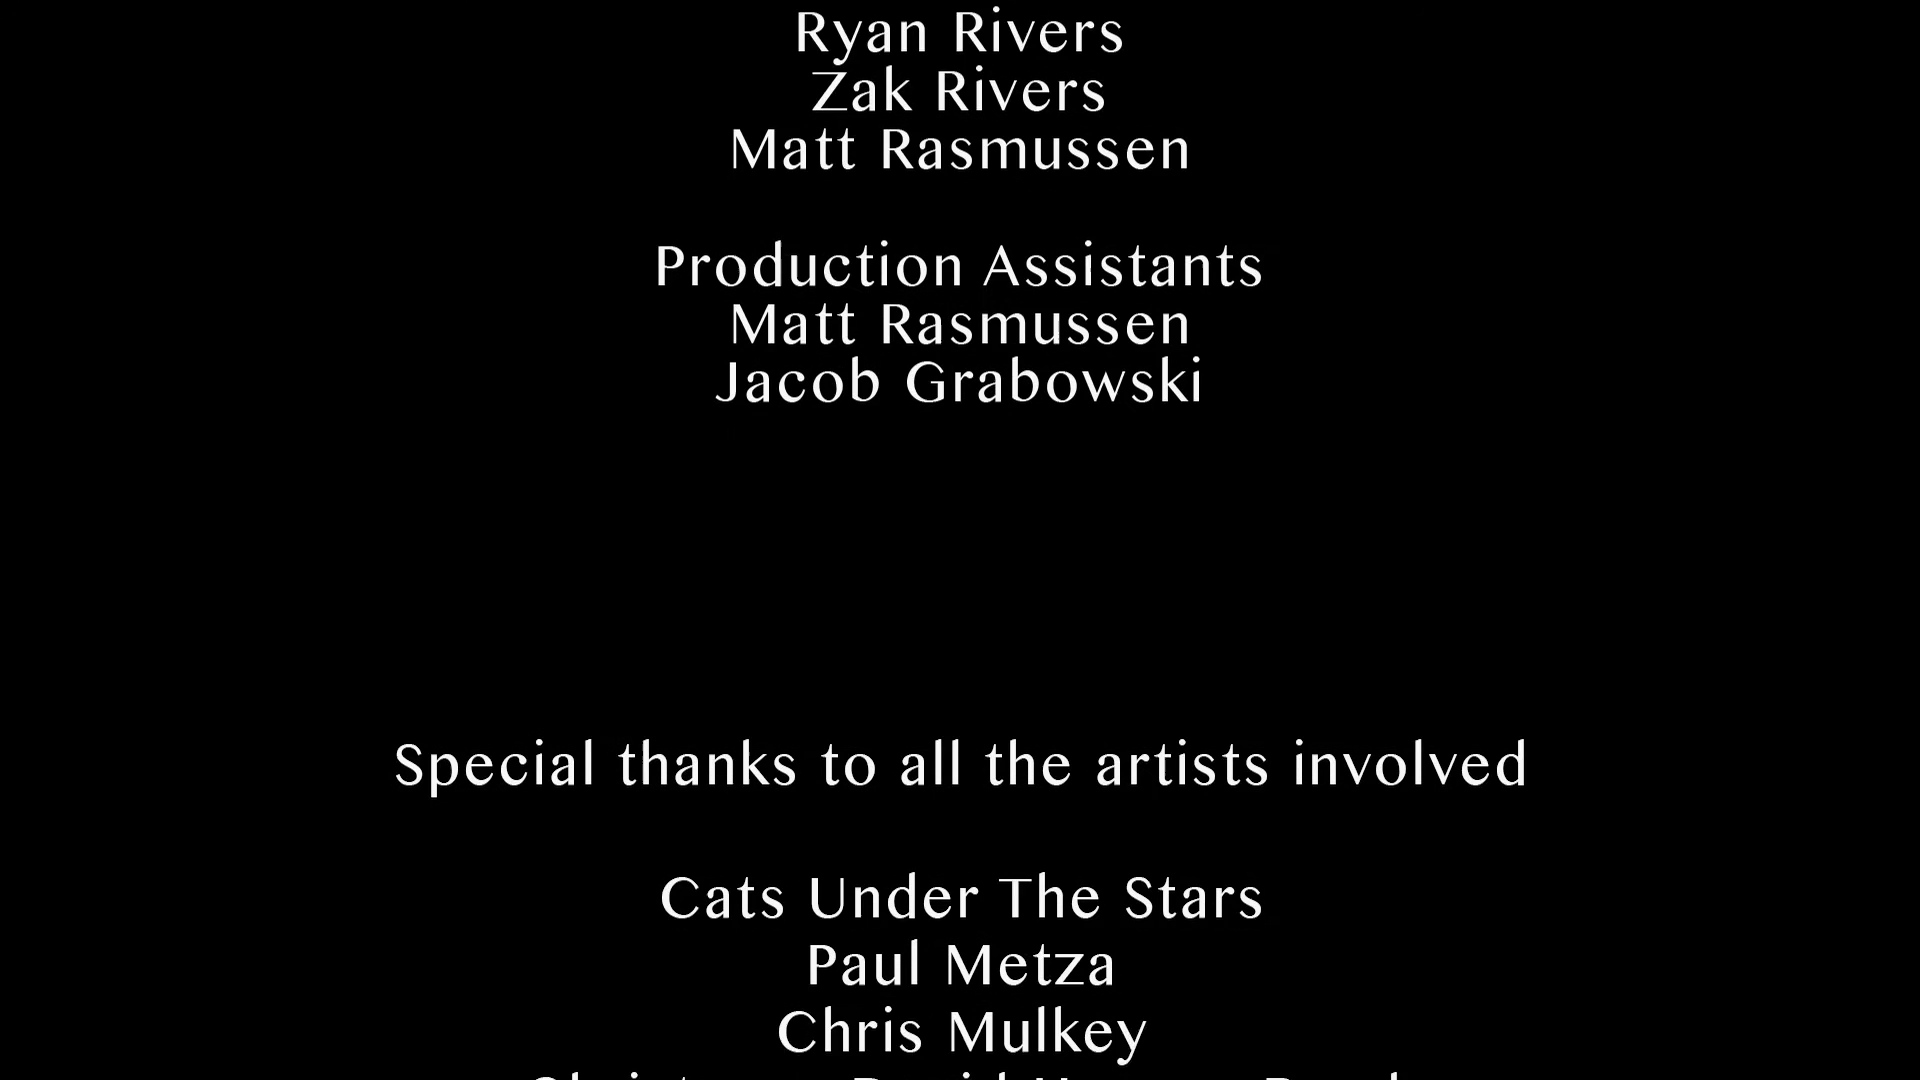 Ryan Rivers
Zak Rivers
Matt Rasmussen
Production Assistants
Matt Rasmussen
Jacob Grabowski
Special thanks to all the artists involved
Cats Under The Stars
Paul Metza
Chris Mulkey